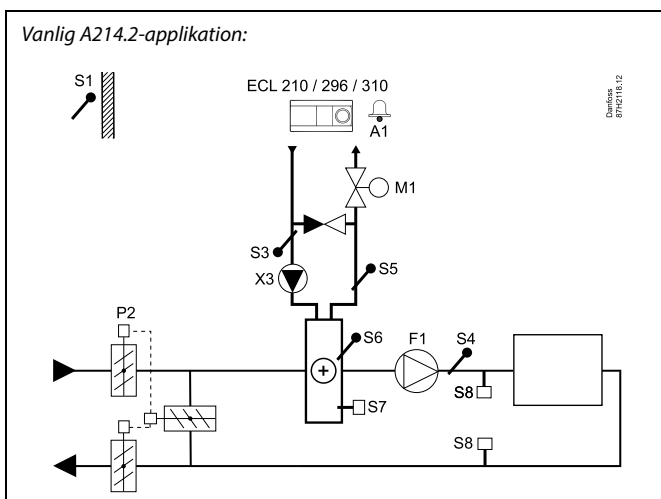 Vanlig A214.2-applikation:
S1
ECL 210 / 296 / 310
A1
Danfoss
87H2118.12
M1
S3
X3
S5
P2
S6
F1
S4
S7
S8
S8